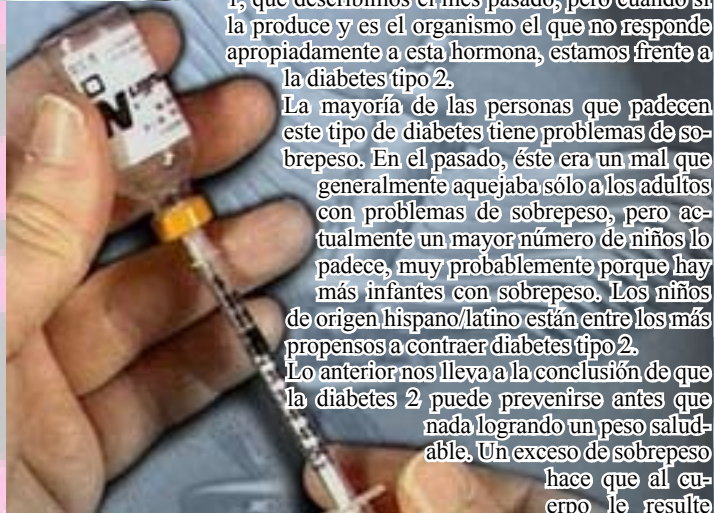 1, que describimos el mes pasado, pero cuando sí
la produce y es el organismo el que no responde
apropiadamente a esta hormona, estamos frente a
la diabetes tipo 2.
La mayoría de las personas que padecen
este tipo de diabetes tiene problemas de so-
brepeso. En el pasado, éste era un mal que
generalmente aquejaba sólo a los adultos
con problemas de sobrepeso, pero ac-
tualmente un mayor número de niños lo
padece, muy probablemente porque hay
más infantes con sobrepeso. Los niños
de origen hispano/latino están entre los más
propensos a contraer diabetes tipo 2.
Lo anterior nos lleva a la conclusión de que
la diabetes 2 puede prevenirse antes que
nada logrando un peso salud-
able. Un exceso de sobrepeso
hace que al cu-
erpo le resulte
N